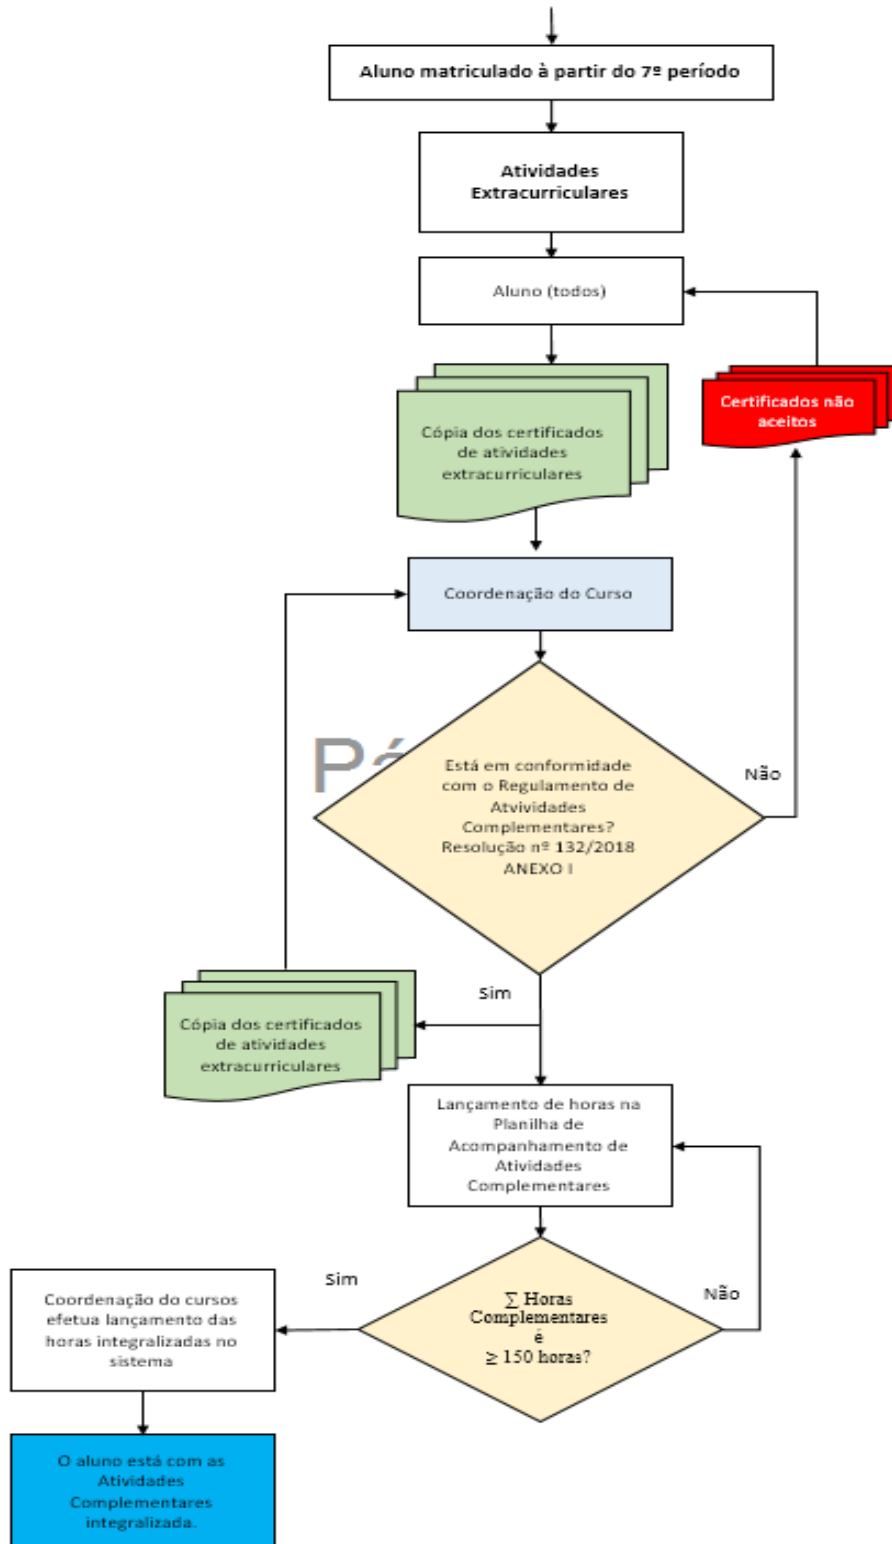 Aluno matriculado à partir do 7º período
Atividades
Extracurriculares
Aluno (todos)
Certificados não
aceitos
Cópia dos certificados
de atividades
extracurriculares
Coordenação do Curso
Pá
Está em conformidade
com o Regulamento de
Atvividades
Complementares?
Resolução nº 132/2018
ANEXO I
Não
Sim
Cópia dos certificados
de atividades
extracurriculares
Lançamento de horas na
Planilha de
Acompanhamento de
Atividades
Complementares
Sim
Não
∑ Horas
Complementares
é
≥ 150 horas?
Coordenação do cursos
efetua lançamento das
horas integralizadas no
sistema
O aluno está com as
Atividades
Complementares
integralizada.